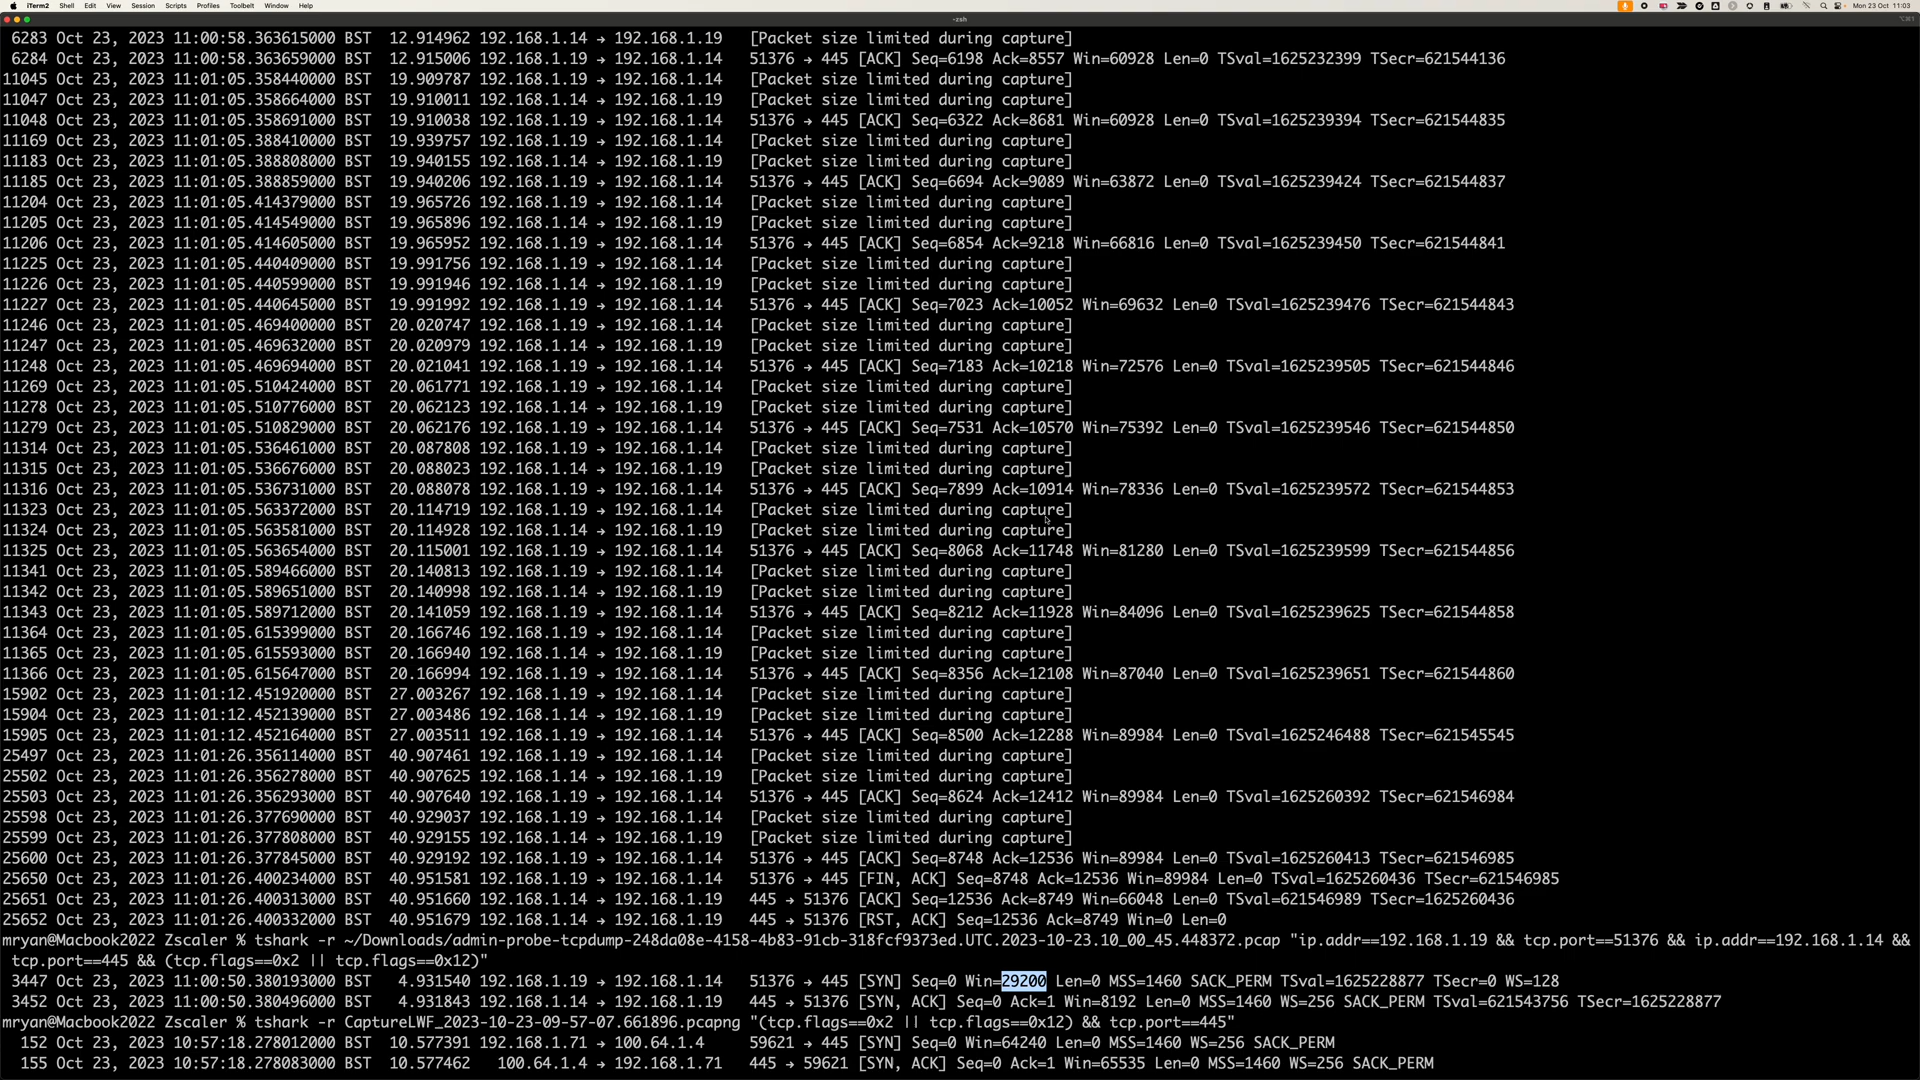 iTerm2 Shell Edit View Session Scripts Profiles Toolbelt Window Help Mon 23 Oct 11:03
-zsh
6283 Oct 23, 2023 11:00:58.363615000 BST 12.914962 192.168.1.14 → 192.168.1.19 [Packet size limited during capture]
6284 Oct 23, 2023 11:00:58.363659000 BST 12.915006 192.168.1.19 → 192.168.1.14 51376 → 445 [ACK] Seq=6198 Ack=8557 Win=60928 Len=0 TSval=1625232399 TSecr=621544136
11045 Oct 23, 2023 11:01:05.358440000 BST 19.909787 192.168.1.19 → 192.168.1.14 [Packet size limited during capture]
11047 Oct 23, 2023 11:01:05.358664000 BST 19.910011 192.168.1.14 → 192.168.1.19 [Packet size limited during capture]
11048 Oct 23, 2023 11:01:05.358691000 BST 19.910038 192.168.1.19 → 192.168.1.14 51376 → 445 [ACK] Seq=6322 Ack=8681 Win=60928 Len=0 TSval=1625239394 TSecr=621544835
11169 Oct 23, 2023 11:01:05.388410000 BST 19.939757 192.168.1.19 → 192.168.1.14 [Packet size limited during capture]
11183 Oct 23, 2023 11:01:05.388808000 BST 19.940155 192.168.1.14 → 192.168.1.19 [Packet size limited during capture]
11185 Oct 23, 2023 11:01:05.388859000 BST 19.940206 192.168.1.19 → 192.168.1.14 51376 → 445 [ACK] Seq=6694 Ack=9089 Win=63872 Len=0 TSval=1625239424 TSecr=621544837
11204 Oct 23, 2023 11:01:05.414379000 BST 19.965726 192.168.1.19 → 192.168.1.14 [Packet size limited during capture]
11205 Oct 23, 2023 11:01:05.414549000 BST 19.965896 192.168.1.14 → 192.168.1.19 [Packet size limited during capture]
11206 Oct 23, 2023 11:01:05.414605000 BST 19.965952 192.168.1.19 → 192.168.1.14 51376 → 445 [ACK] Seq=6854 Ack=9218 Win=66816 Len=0 TSval=1625239450 TSecr=621544841
11225 Oct 23, 2023 11:01:05.440409000 BST 19.991756 192.168.1.19 → 192.168.1.14 [Packet size limited during capture]
11226 Oct 23, 2023 11:01:05.440599000 BST 19.991946 192.168.1.14 → 192.168.1.19 [Packet size limited during capture]
11227 Oct 23, 2023 11:01:05.440645000 BST 19.991992 192.168.1.19 → 192.168.1.14 51376 → 445 [ACK] Seq=7023 Ack=10052 Win=69632 Len=0 TSval=1625239476 TSecr=621544843
11246 Oct 23, 2023 11:01:05.469400000 BST 20.020747 192.168.1.19 → 192.168.1.14 [Packet size limited during capture]
11247 Oct 23, 2023 11:01:05.469632000 BST 20.020979 192.168.1.14 → 192.168.1.19 [Packet size limited during capture]
11248 Oct 23, 2023 11:01:05.469694000 BST 20.021041 192.168.1.19 → 192.168.1.14 51376 → 445 [ACK] Seq=7183 Ack=10218 Win=72576 Len=0 TSval=1625239505 TSecr=621544846
11269 Oct 23, 2023 11:01:05.510424000 BST 20.061771 192.168.1.19 → 192.168.1.14 [Packet size limited during capture]
11278 Oct 23, 2023 11:01:05.510776000 BST 20.062123 192.168.1.14 → 192.168.1.19 [Packet size limited during capture]
11279 Oct 23, 2023 11:01:05.510829000 BST 20.062176 192.168.1.19 → 192.168.1.14 51376 → 445 [ACK] Seq=7531 Ack=10570 Win=75392 Len=0 TSval=1625239546 TSecr=621544850
11314 Oct 23, 2023 11:01:05.536461000 BST 20.087808 192.168.1.19 → 192.168.1.14 [Packet size limited during capture]
11315 Oct 23, 2023 11:01:05.536676000 BST 20.088023 192.168.1.14 → 192.168.1.19 [Packet size limited during capture]
11316 Oct 23, 2023 11:01:05.536731000 BST 20.088078 192.168.1.19 → 192.168.1.14 51376 → 445 [ACK] Seq=7899 Ack=10914 Win=78336 Len=0 TSval=1625239572 TSecr=621544853
11323 Oct 23, 2023 11:01:05.563372000 BST 20.114719 192.168.1.19 → 192.168.1.14 [Packet size limited during capture]
11324 Oct 23, 2023 11:01:05.563581000 BST 20.114928 192.168.1.14 → 192.168.1.19 [Packet size limited during capture]
11325 Oct 23, 2023 11:01:05.563654000 BST 20.115001 192.168.1.19 → 192.168.1.14 51376 → 445 [ACK] Seq=8068 Ack=11748 Win=81280 Len=0 TSval=1625239599 TSecr=621544856
11341 Oct 23, 2023 11:01:05.589466000 BST 20.140813 192.168.1.19 → 192.168.1.14 [Packet size limited during capture]
11342 Oct 23, 2023 11:01:05.589651000 BST 20.140998 192.168.1.14 → 192.168.1.19 [Packet size limited during capture]
11343 Oct 23, 2023 11:01:05.589712000 BST 20.141059 192.168.1.19 → 192.168.1.14 51376 → 445 [ACK] Seq=8212 Ack=11928 Win=84096 Len=0 TSval=1625239625 TSecr=621544858
11364 Oct 23, 2023 11:01:05.615399000 BST 20.166746 192.168.1.19 → 192.168.1.14 [Packet size limited during capture]
11365 Oct 23, 2023 11:01:05.615593000 BST 20.166940 192.168.1.14 → 192.168.1.19 [Packet size limited during capture]
11366 Oct 23, 2023 11:01:05.615647000 BST 20.166994 192.168.1.19 → 192.168.1.14 51376 → 445 [ACK] Seq=8356 Ack=12108 Win=87040 Len=0 TSval=1625239651 TSecr=621544860
15902 Oct 23, 2023 11:01:12.451920000 BST 27.003267 192.168.1.19 → 192.168.1.14 [Packet size limited during capture]
15904 Oct 23, 2023 11:01:12.452139000 BST 27.003486 192.168.1.14 → 192.168.1.19 [Packet size limited during capture]
15905 Oct 23, 2023 11:01:12.452164000 BST 27.003511 192.168.1.19 → 192.168.1.14 51376 → 445 [ACK] Seq=8500 Ack=12288 Win=89984 Len=0 TSval=1625246488 TSecr=621545545
25497 Oct 23, 2023 11:01:26.356114000 BST 40.907461 192.168.1.19 → 192.168.1.14 [Packet size limited during capture]
25502 Oct 23, 2023 11:01:26.356278000 BST 40.907625 192.168.1.14 → 192.168.1.19 [Packet size limited during capture]
25503 Oct 23, 2023 11:01:26.356293000 BST 40.907640 192.168.1.19 → 192.168.1.14 51376 → 445 [ACK] Seq=8624 Ack=12412 Win=89984 Len=0 TSval=1625260392 TSecr=621546984
25598 Oct 23, 2023 11:01:26.377690000 BST 40.929037 192.168.1.19 → 192.168.1.14 [Packet size limited during capture]
25599 Oct 23, 2023 11:01:26.377808000 BST 40.929155 192.168.1.14 → 192.168.1.19 [Packet size limited during capture]
25600 Oct 23, 2023 11:01:26.377845000 BST 40.929192 192.168.1.19 → 192.168.1.14 51376 → 445 [ACK] Seq=8748 Ack=12536 Win=89984 Len=0 TSval=1625260413 TSecr=621546985
25650 Oct 23, 2023 11:01:26.400234000 BST 40.951581 192.168.1.19 → 192.168.1.14 51376 → 445 [FIN, ACK] Seq=8748 Ack=12536 Win=89984 Len=0 TSval=1625260436 TSecr=621546985
25651 Oct 23, 2023 11:01:26.400313000 BST 40.951660 192.168.1.14 → 192.168.1.19 445 → 51376 [ACK] Seq=12536 Ack=8749 Win=66048 Len=0 TSval=621546989 TSecr=1625260436
25652 Oct 23, 2023 11:01:26.400332000 BST 40.951679 192.168.1.14 → 192.168.1.19 445 → 51376 [RST, ACK] Seq=12536 Ack=8749 Win=0 Len=0
mryan@Macbook2022 Zscaler % tshark -r ~/Downloads/admin-probe-tcpdump-248da08e-4158-4b83-91cb-318fcf9373ed.UTC.2023-10-23.10_00_45.448372.pcap "ip.addr==192.168.1.19 && tcp.port==51376 && ip.addr==192.168.1.14 &&
tcp.port==445 && (tcp.flags==0x2 || tcp.flags==0x12)"
3447 Oct 23, 2023 11:00:50.380193000 BST 4.931540 192.168.1.19 → 192.168.1.14 51376 → 445 [SYN] Seq=0 Win=29200 Len=0 MSS=1460 SACK_PERM TSval=1625228877 TSecr=0 WS=128
3452 Oct 23, 2023 11:00:50.380496000 BST 4.931843 192.168.1.14 → 192.168.1.19 445 → 51376 [SYN, ACK] Seq=0 Ack=1 Win=8192 Len=0 MSS=1460 WS=256 SACK_PERM TSval=621543756 TSecr=1625228877
mryan@Macbook2022 Zscaler % tshark -r CaptureLWF_2023-10-23-09-57-07.661896.pcapng "(tcp.flags==0x2 || tcp.flags==0x12) && tcp.port==445"
152 Oct 23, 2023 10:57:18.278012000 BST 10.577391 192.168.1.71 → 100.64.1.4 59621 → 445 [SYN] Seq=0 Win=64240 Len=0 MSS=1460 WS=256 SACK_PERM
155 Oct 23, 2023 10:57:18.278083000 BST 10.577462 100.64.1.4 → 192.168.1.71 445 → 59621 [SYN, ACK] Seq=0 Ack=1 Win=65535 Len=0 MSS=1460 WS=256 SACK_PERM